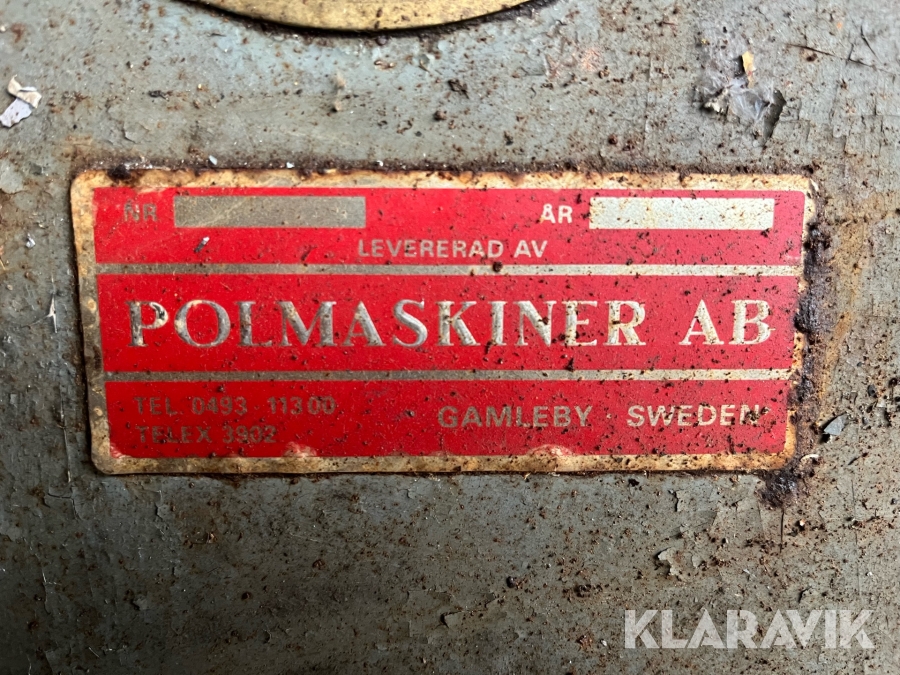 NR ÅR
LEVERERAD AV
POLMASKINER AB
TEL. 0493 - 113 00
TELEX 3902
GAMLEBY · SWEDEN
KLARAVIK